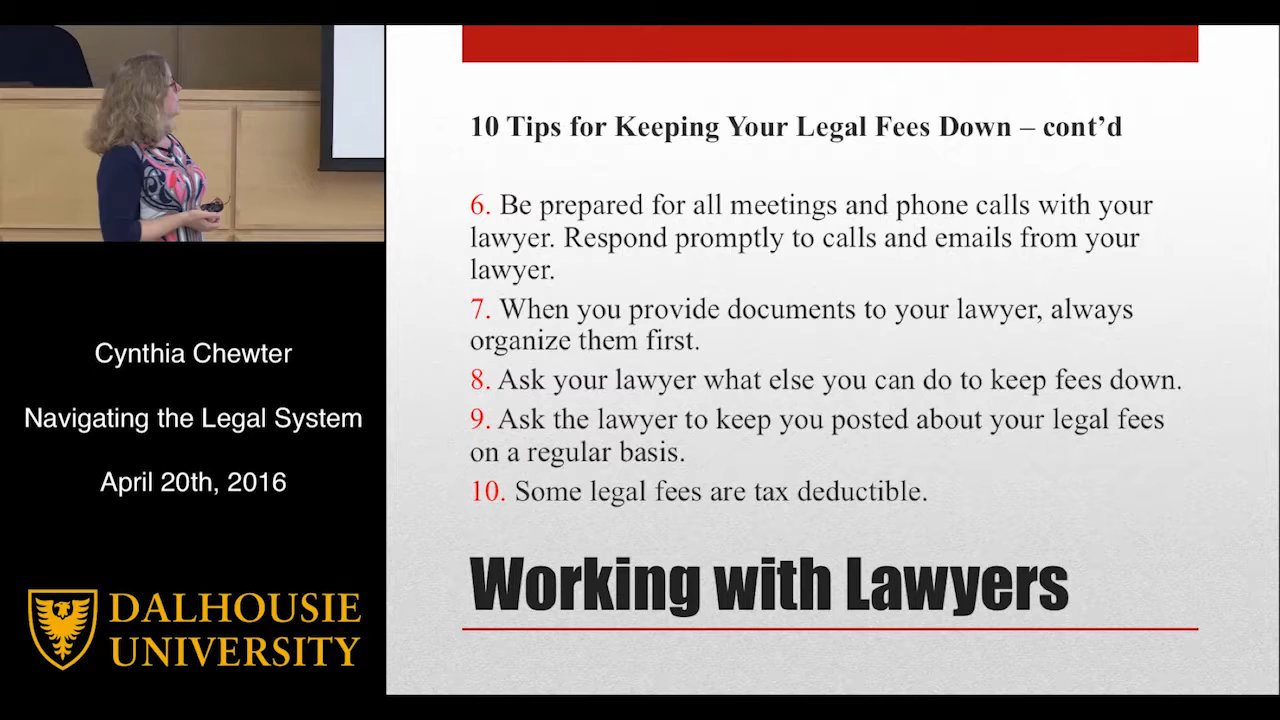 Cynthia Chewter
Navigating the Legal System
April 20th, 2016
DALHOUSIE
UNIVERSITY
10 Tips for Keeping Your Legal Fees Down – cont’d
6. Be prepared for all meetings and phone calls with your
lawyer. Respond promptly to calls and emails from your
lawyer.
7. When you provide documents to your lawyer, always
organize them first.
8. Ask your lawyer what else you can do to keep fees down.
9. Ask the lawyer to keep you posted about your legal fees
on a regular basis.
10. Some legal fees are tax deductible.
Working with Lawyers